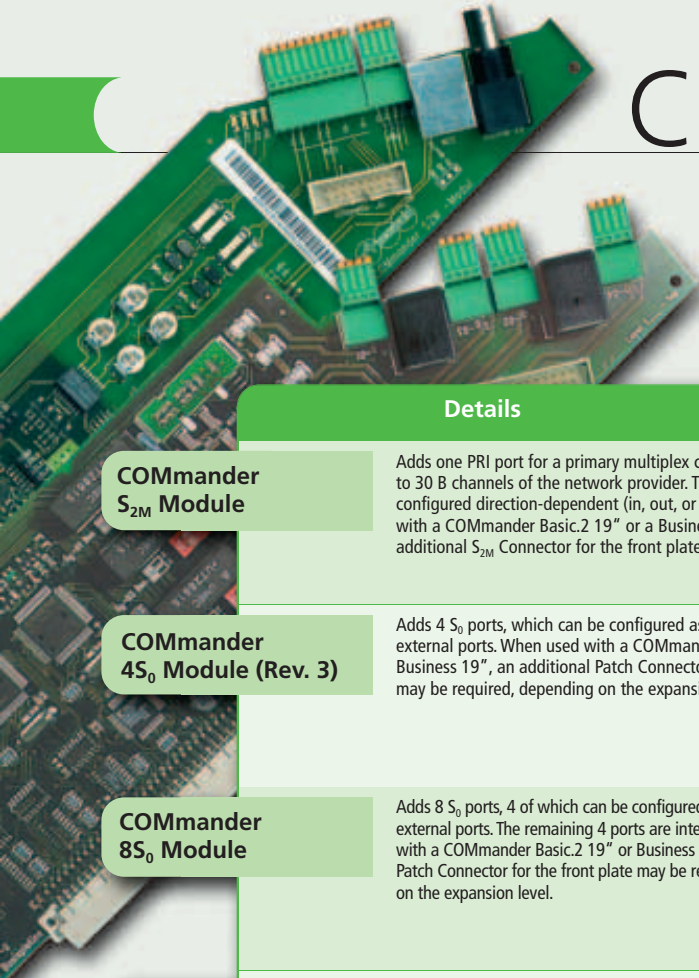 C
Details
COMmander
S2M Module
Adds one PRI port for a primary multiplex
to 30 B channels of the network provider.
configured direction-dependent (in, out, or
with a COMmander Basic.2 19″ or a
additional S2M Connector for the front plate
COMmander
4S0 Module (Rev. 3)
Adds 4 S0 ports, which can be configured
external ports. When used with a
Business 19″, an additional Patch
may be required, depending on the
COMmander
8S0 Module
Adds 8 S0 ports, 4 of which can be configured
external ports. The remaining 4 ports are
with a COMmander Basic.2 19″ or Business
Patch Connector for the front plate may be
on the expansion level.